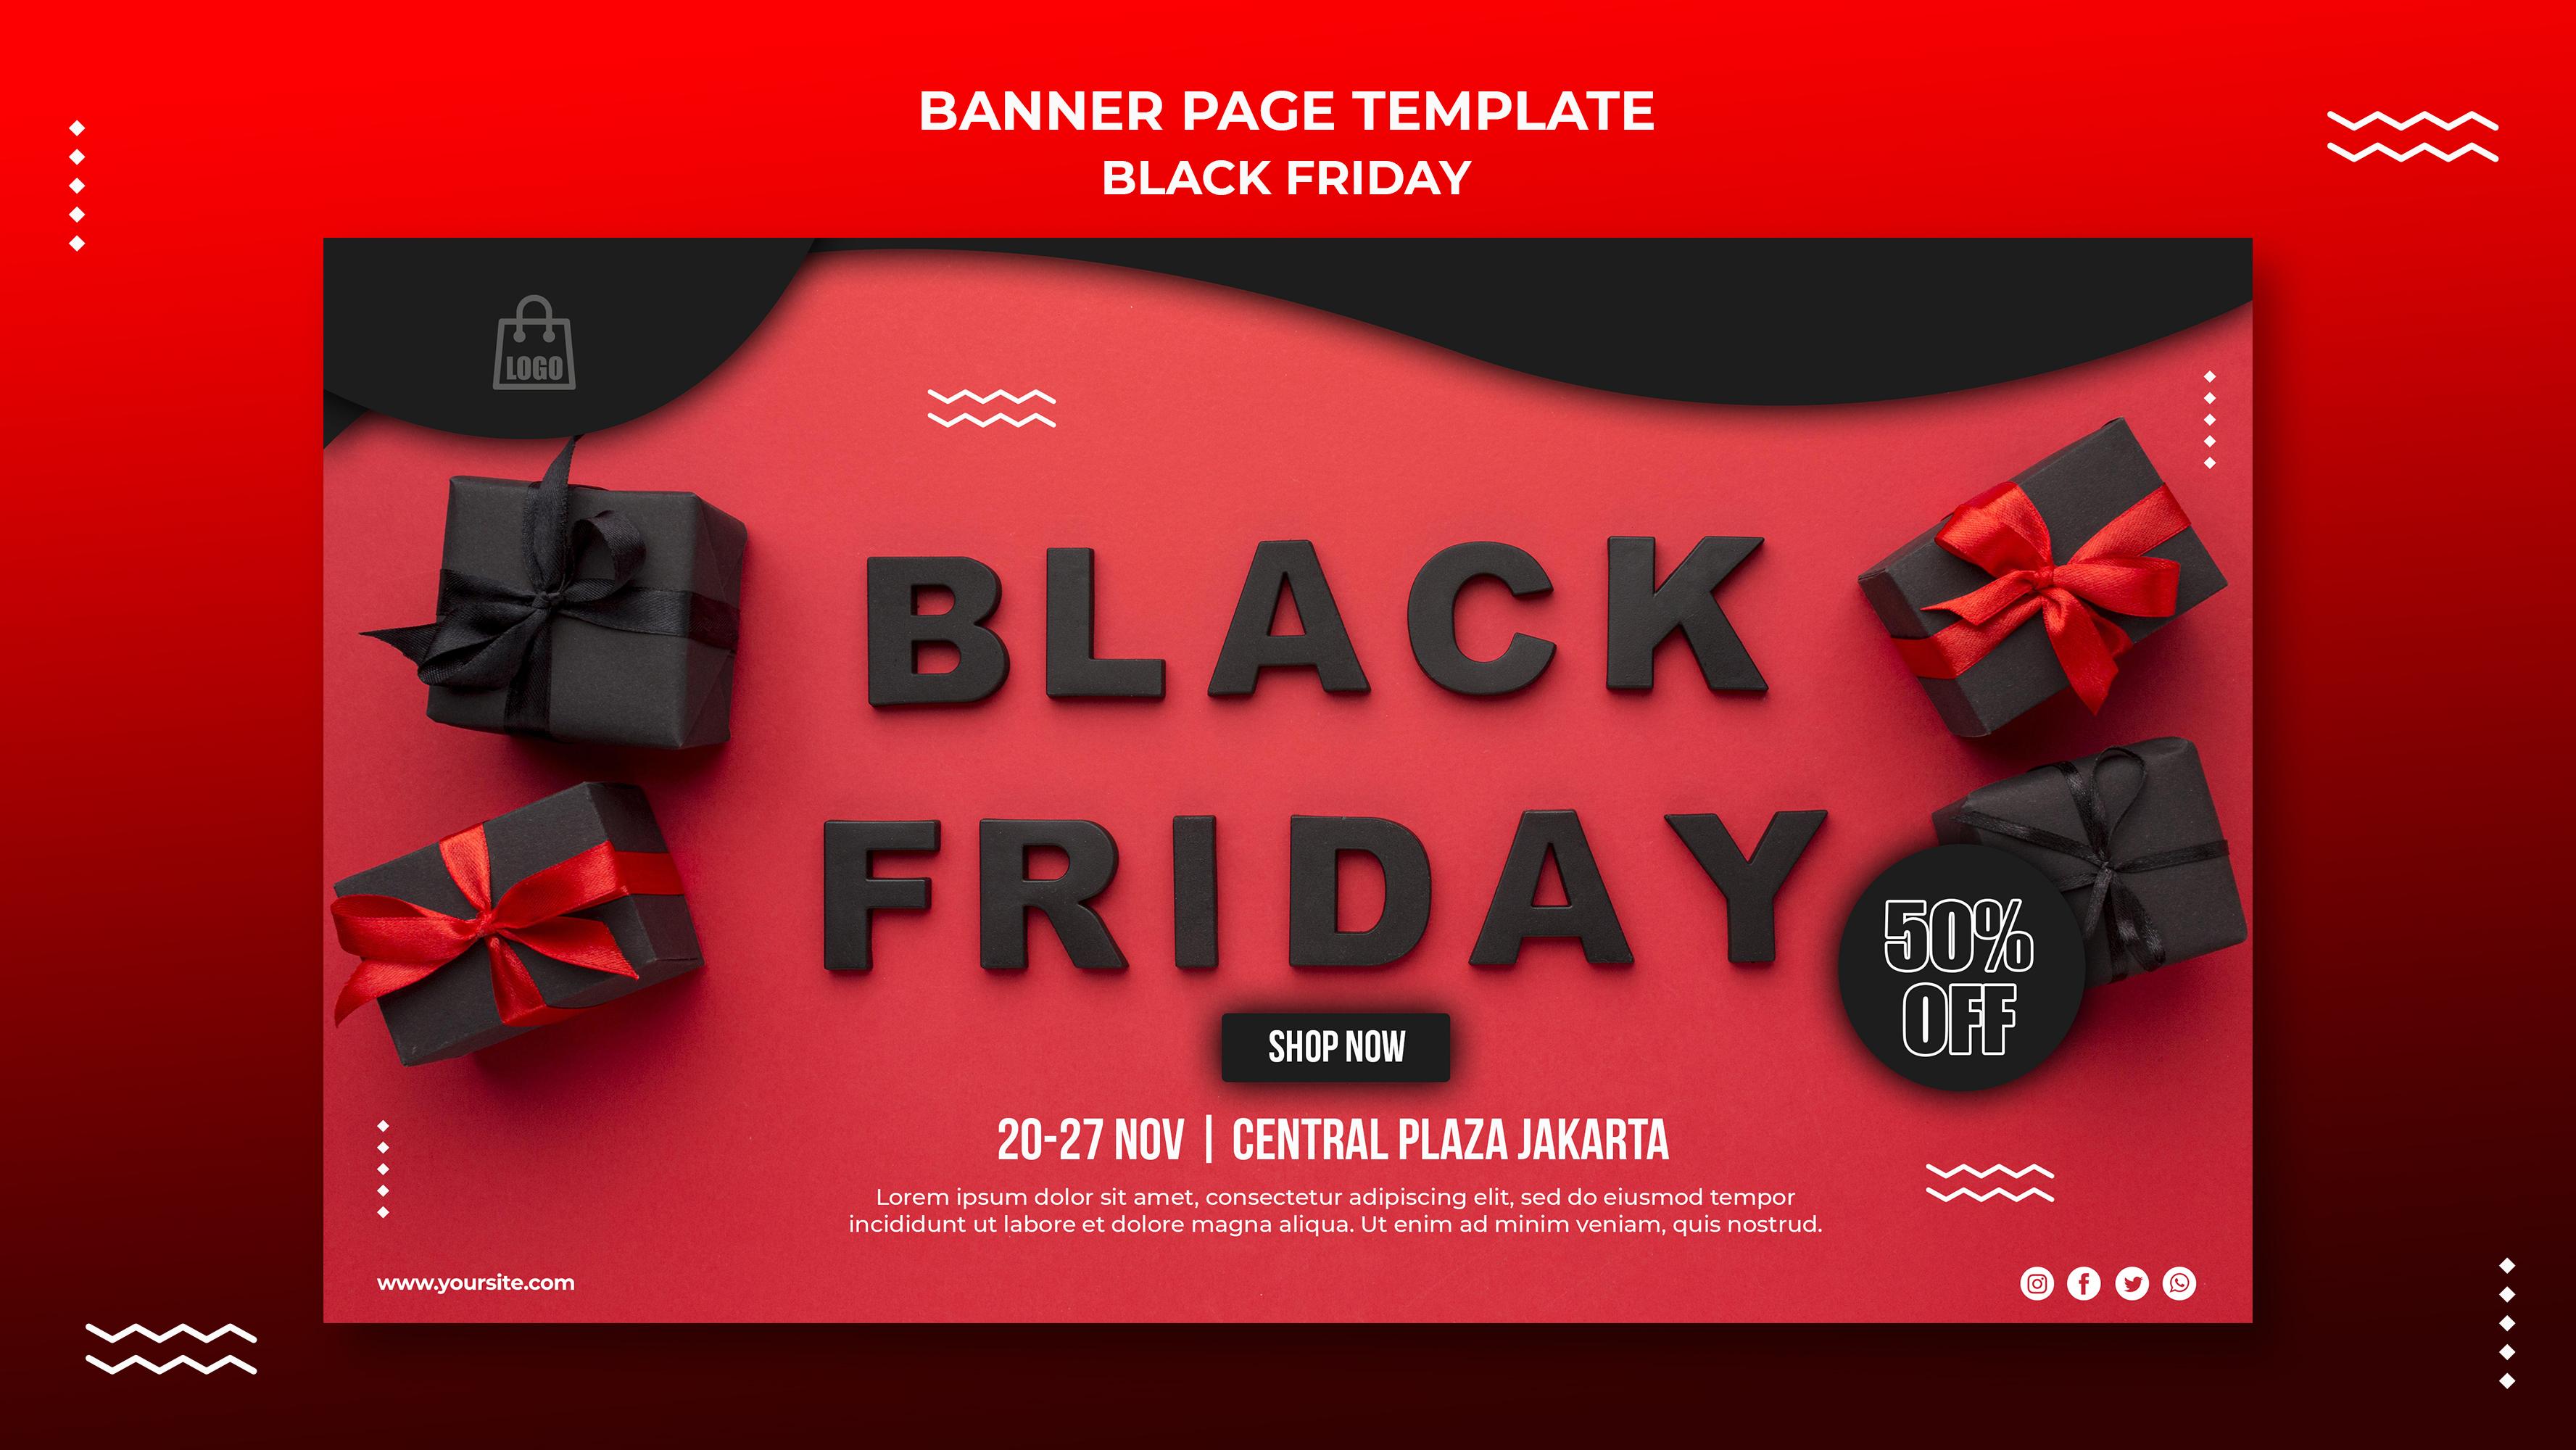 BANNER PAGE TEMPLATE
BLACK FRIDAY
LOGO
BLACK
FRIDAY
50%
OFF
SHOP NOW
20-27 NOV | CENTRAL PLAZA JAKARTA
Lorem ipsum dolor sit amet, consectetur adipiscing elit, sed do eiusmod tempor
incididunt ut labore et dolore magna aliqua. Ut enim ad minim veniam, quis nostrud.
www.yoursite.com